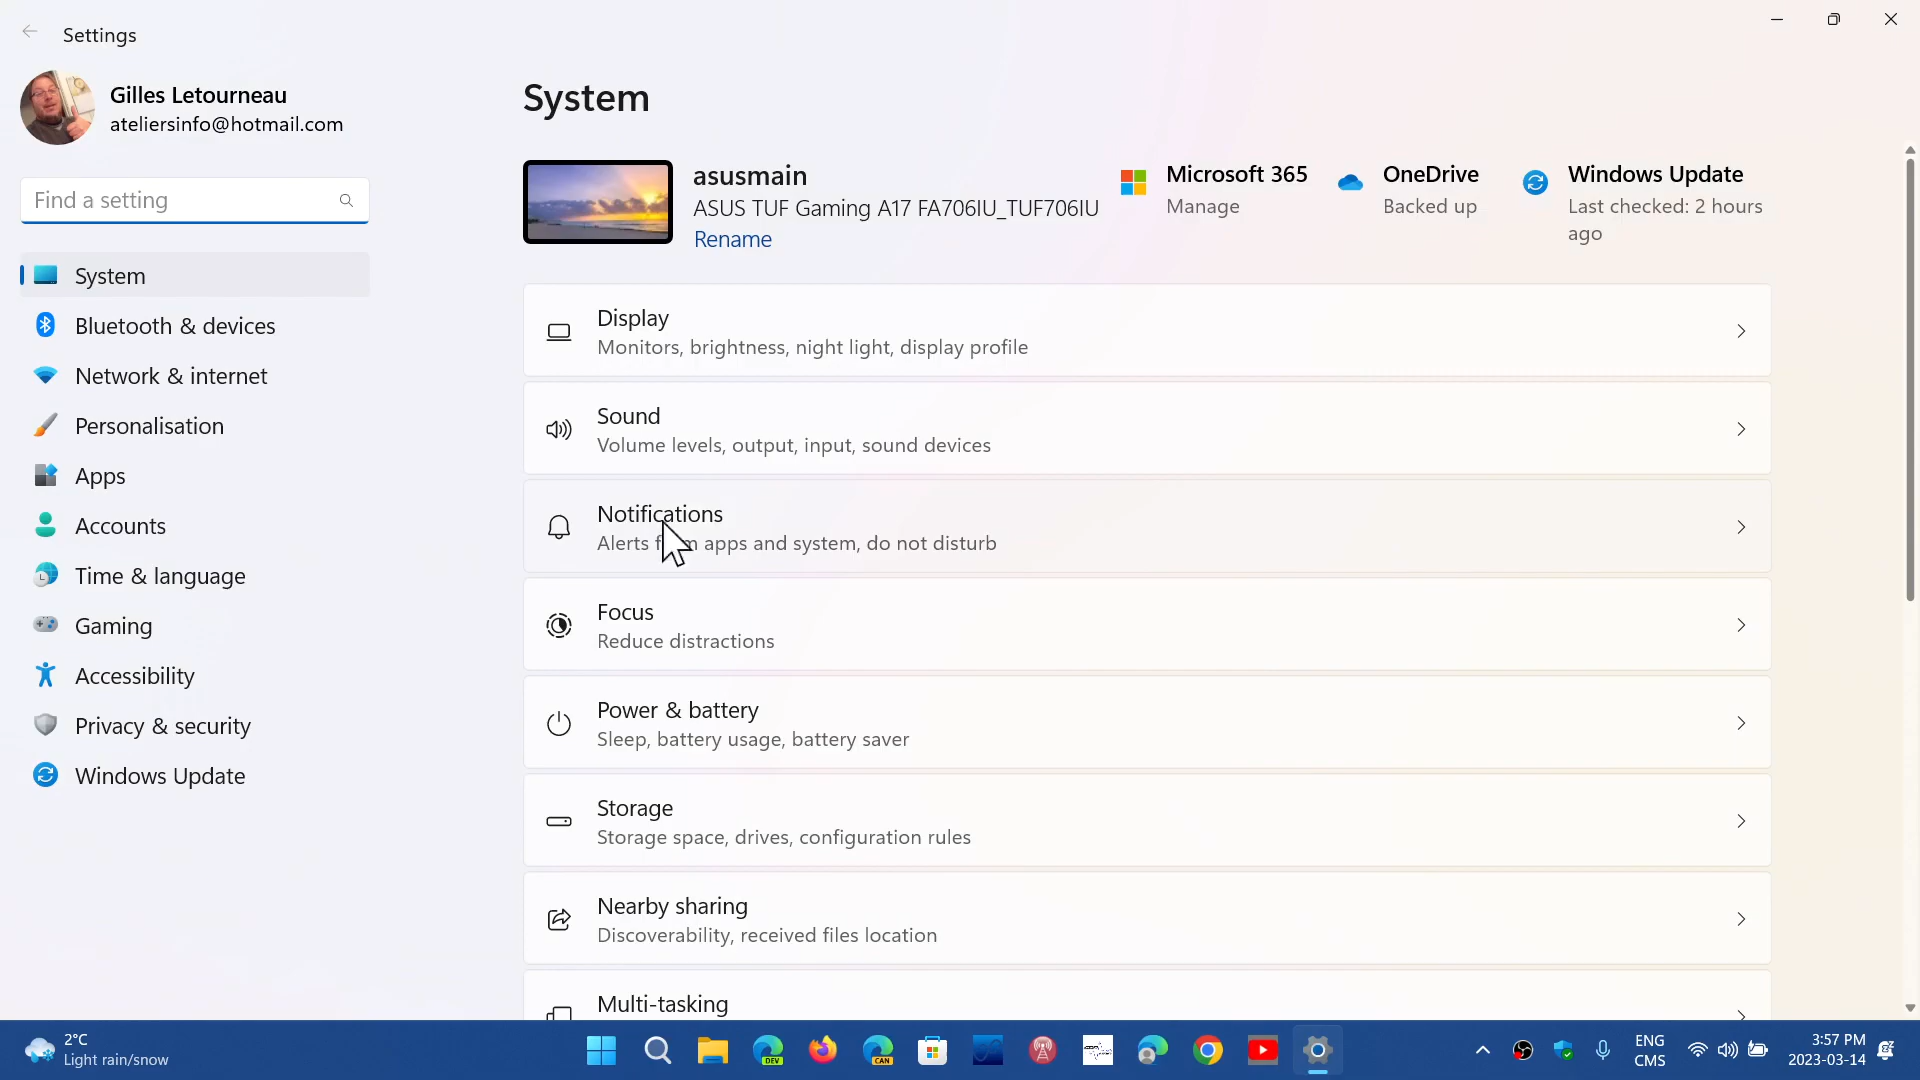 Settings
Gilles Letourneau
ateliersinfo@hotmail.com
Find a setting
System
Bluetooth & devices
Network & internet
Personalisation
Apps
Accounts
Time & language
Gaming
Accessibility
Privacy & security
Windows Update
System
asusmain
ASUS TUF Gaming A17 FA706IU_TUF706IU
Rename
Microsoft 365
Manage
OneDrive
Backed up
Windows Update
Last checked: 2 hours
ago
Display
Monitors, brightness, night light, display profile
Sound
Volume levels, output, input, sound devices
Notifications
Alerts from apps and system, do not disturb
Focus
Reduce distractions
Power & battery
Sleep, battery usage, battery saver
Storage
Storage space, drives, configuration rules
Nearby sharing
Discoverability, received files location
Multi-tasking
2°C
Light rain/snow
DEV
CAN
ENG
CMS
3:57 PM
2023-03-14